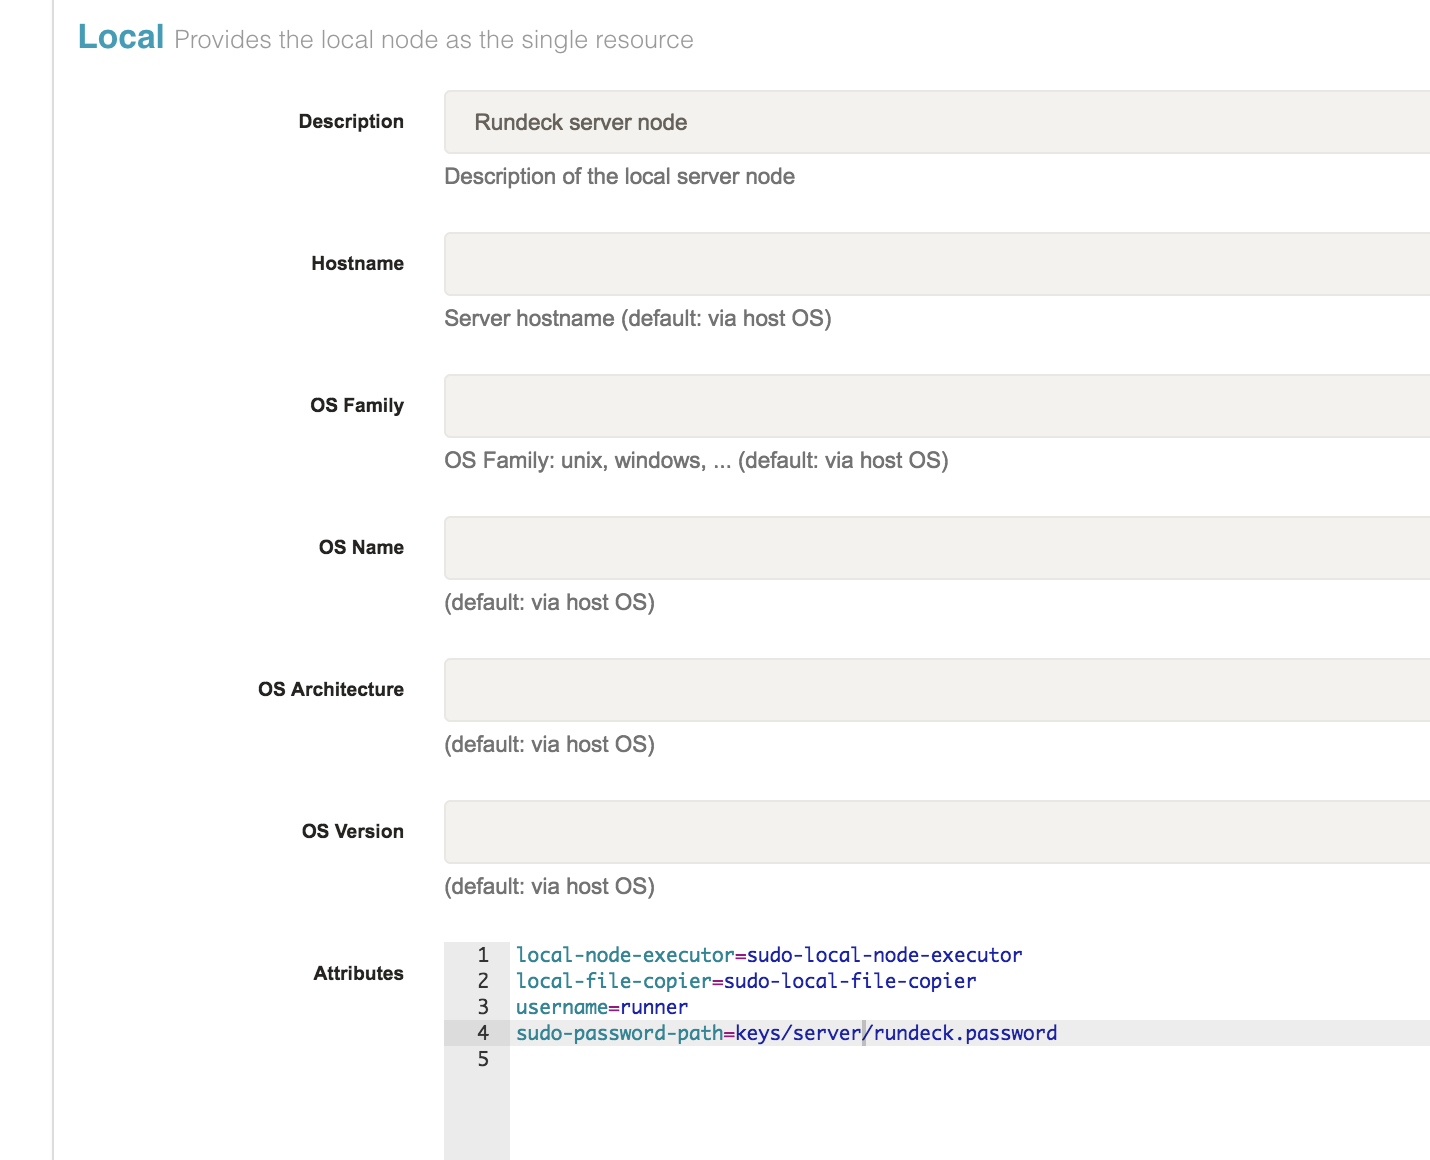 Local Provides the local node as the single resource
Description
Rundeck server node
Description of the local server node
Hostname
Server hostname (default: via host OS)
OS Family
OS Family: unix, windows, ... (default: via host OS)
OS Name
(default: via host OS)
OS Architecture
(default: via host OS)
OS Version
(default: via host OS)
Attributes
1 local-node-executor=sudo-local-node-executor
2 local-file-copier=sudo-local-file-copier
3 username=runner
4 sudo-password-path=keys/server/rundeck.password
5